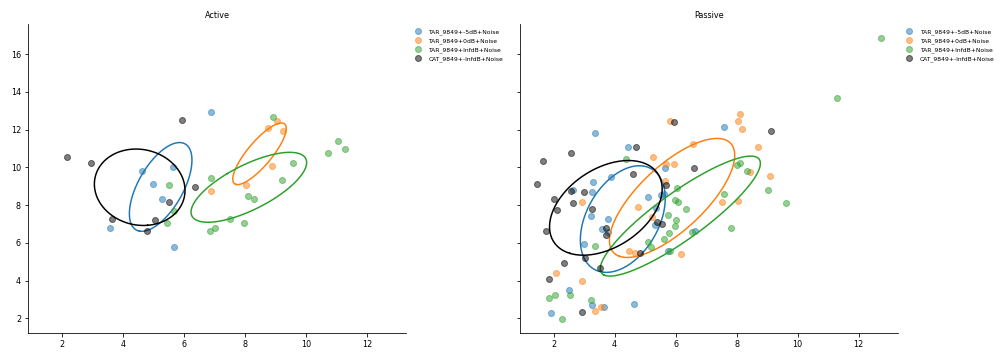 Active
TAR_9849+-5dB+Noise
TAR_9849+0dB+Noise
TAR_9849+InfdB+Noise
CAT_9849+-InfdB+Noise
16
14
12
10
8
6
4
2
2 4 6 8 10 12
Passive
TAR_9849+-5dB+Noise
TAR_9849+0dB+Noise
TAR_9849+InfdB+Noise
CAT_9849+-InfdB+Noise
2 4 6 8 10 12